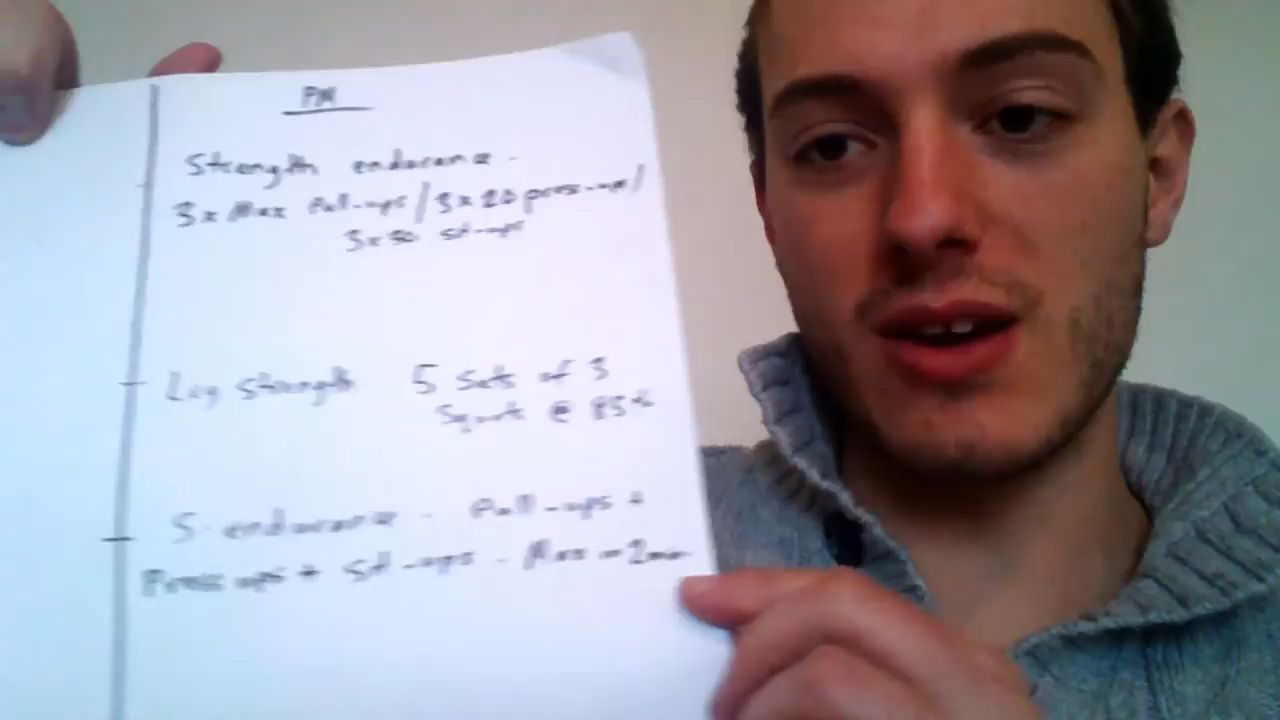 PM
Strength endurance -
3x Max Pull-ups / 3x20 press-ups /
3x50 sit-ups
Leg Strength 5 Sets of 3
Squats @ 85%
S. endurance - Pull-ups +
Press ups + sit-ups - Max in 2min